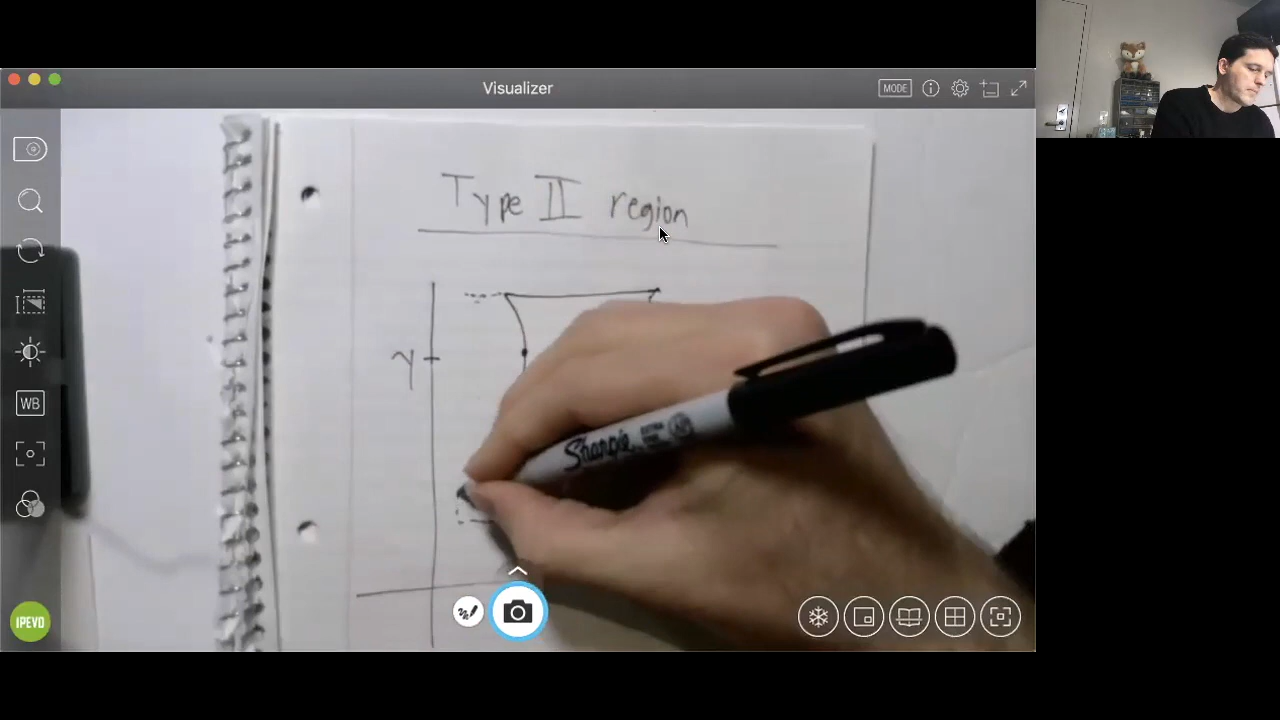 Visualizer
MODE
Type II region
y
Sharpie
WB
IPEVO